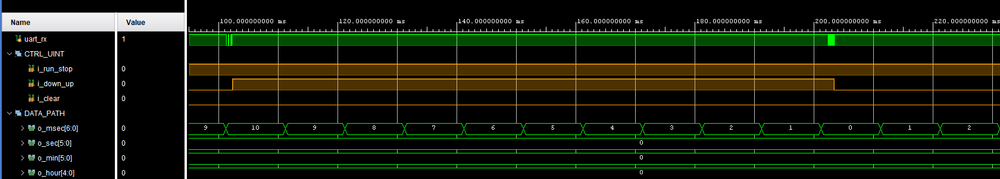 100.000000000 ms 120.000000000 ms 140.000000000 ms 160.000000000 ms 180.000000000 ms 200.000000000 ms 220.000000000 ms
Name Value
uart_rx 1
CTRL_UINT
i_run_stop 0
i_down_up 0
i_clear 0
DATA_PATH
o_msec[6:0] 0 9 10 9 8 7 6 5 4 3 2 1 0 1 2
o_sec[5:0] 0 0
o_min[5:0] 0 0
o_hour[4:0] 0 0